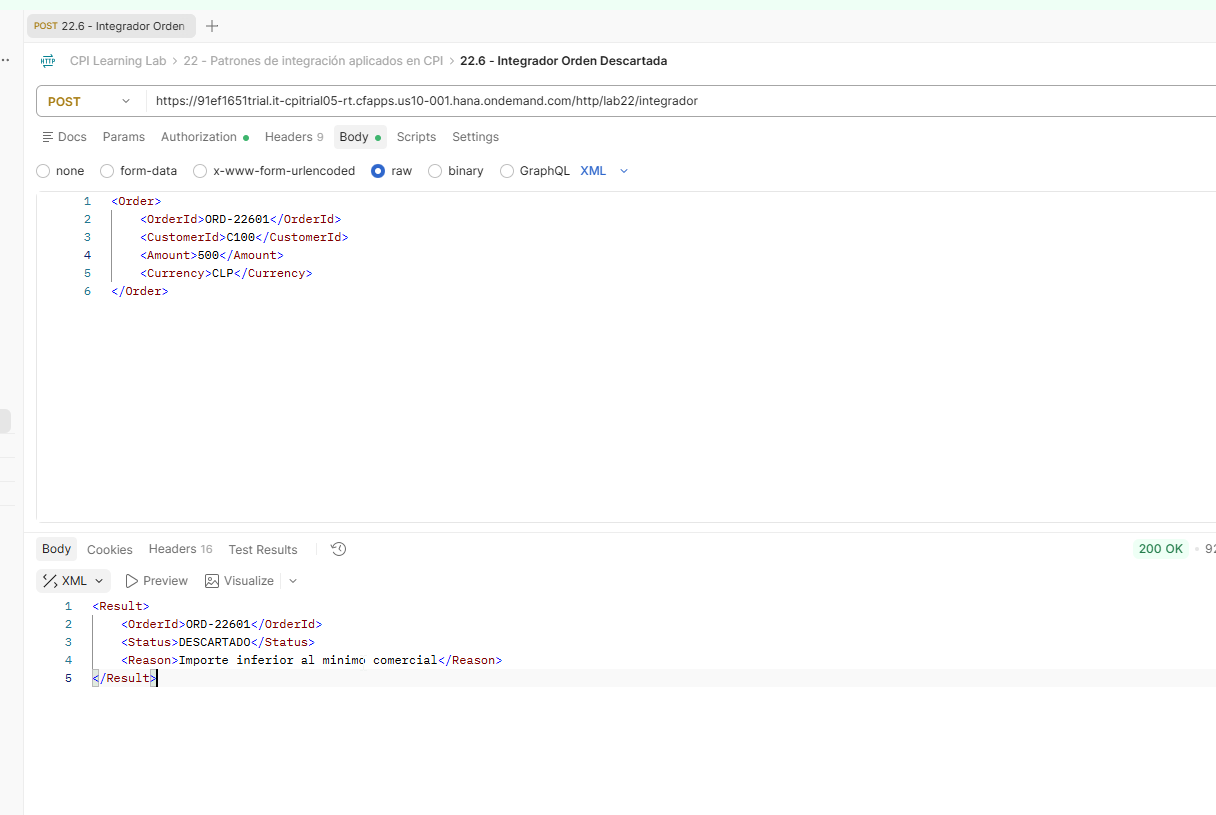 POST 22.6 - Integrador Orden
HTTP CPI Learning Lab > 22 - Patrones de integración aplicados en CPI > 22.6 - Integrador Orden Descartada
POST https://91ef1651trial.it-cpitrial05-rt.cfapps.us10-001.hana.ondemand.com/http/lab22/integrador
Docs Params Authorization Headers 9 Body Scripts Settings
none form-data x-www-form-urlencoded raw binary GraphQL XML
1 <Order>
2 <OrderId>ORD-22601</OrderId>
3 <CustomerId>C100</CustomerId>
4 <Amount>500</Amount>
5 <Currency>CLP</Currency>
6 </Order>
Body Cookies Headers 16 Test Results 200 OK
XML Preview Visualize
1 <Result>
2 <OrderId>ORD-22601</OrderId>
3 <Status>DESCARTADO</Status>
4 <Reason>Importe inferior al minimo comercial</Reason>
5 </Result>